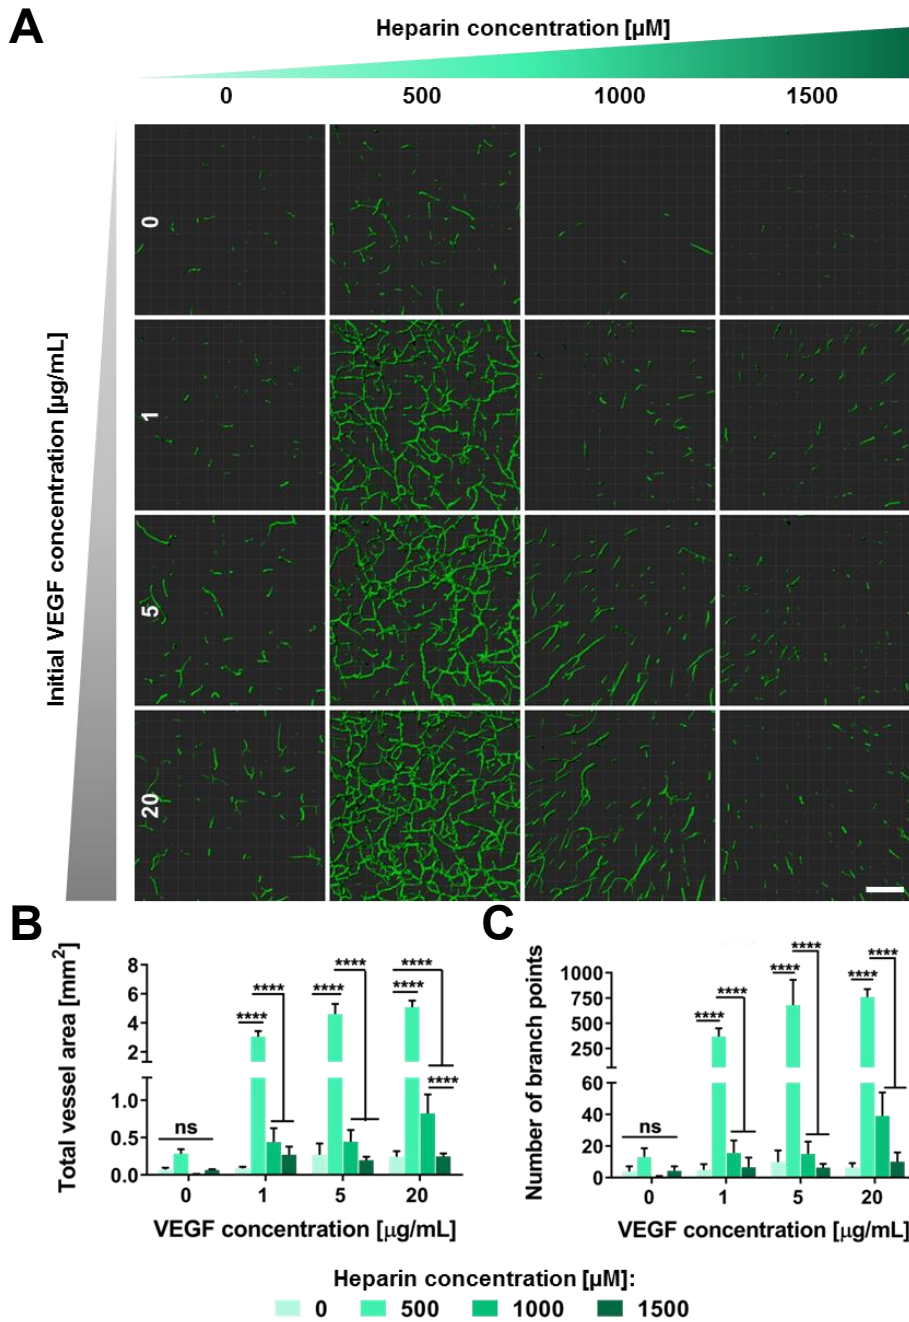 A
Heparin concentration [µM]
0 500 1000 1500
Initial VEGF concentration [µg/mL]
0
1
5
20
B
Total vessel area [mm²]
8
6
4
2
1.0
0.5
0.0
ns
****
****
****
****
****
****
****
0 1 5 20
VEGF concentration [µg/mL]
C
Number of branch points
1000
750
500
250
60
40
20
0
ns
****
****
****
****
****
****
0 1 5 20
VEGF concentration [µg/mL]
Heparin concentration [µM]:
0 500 1000 1500